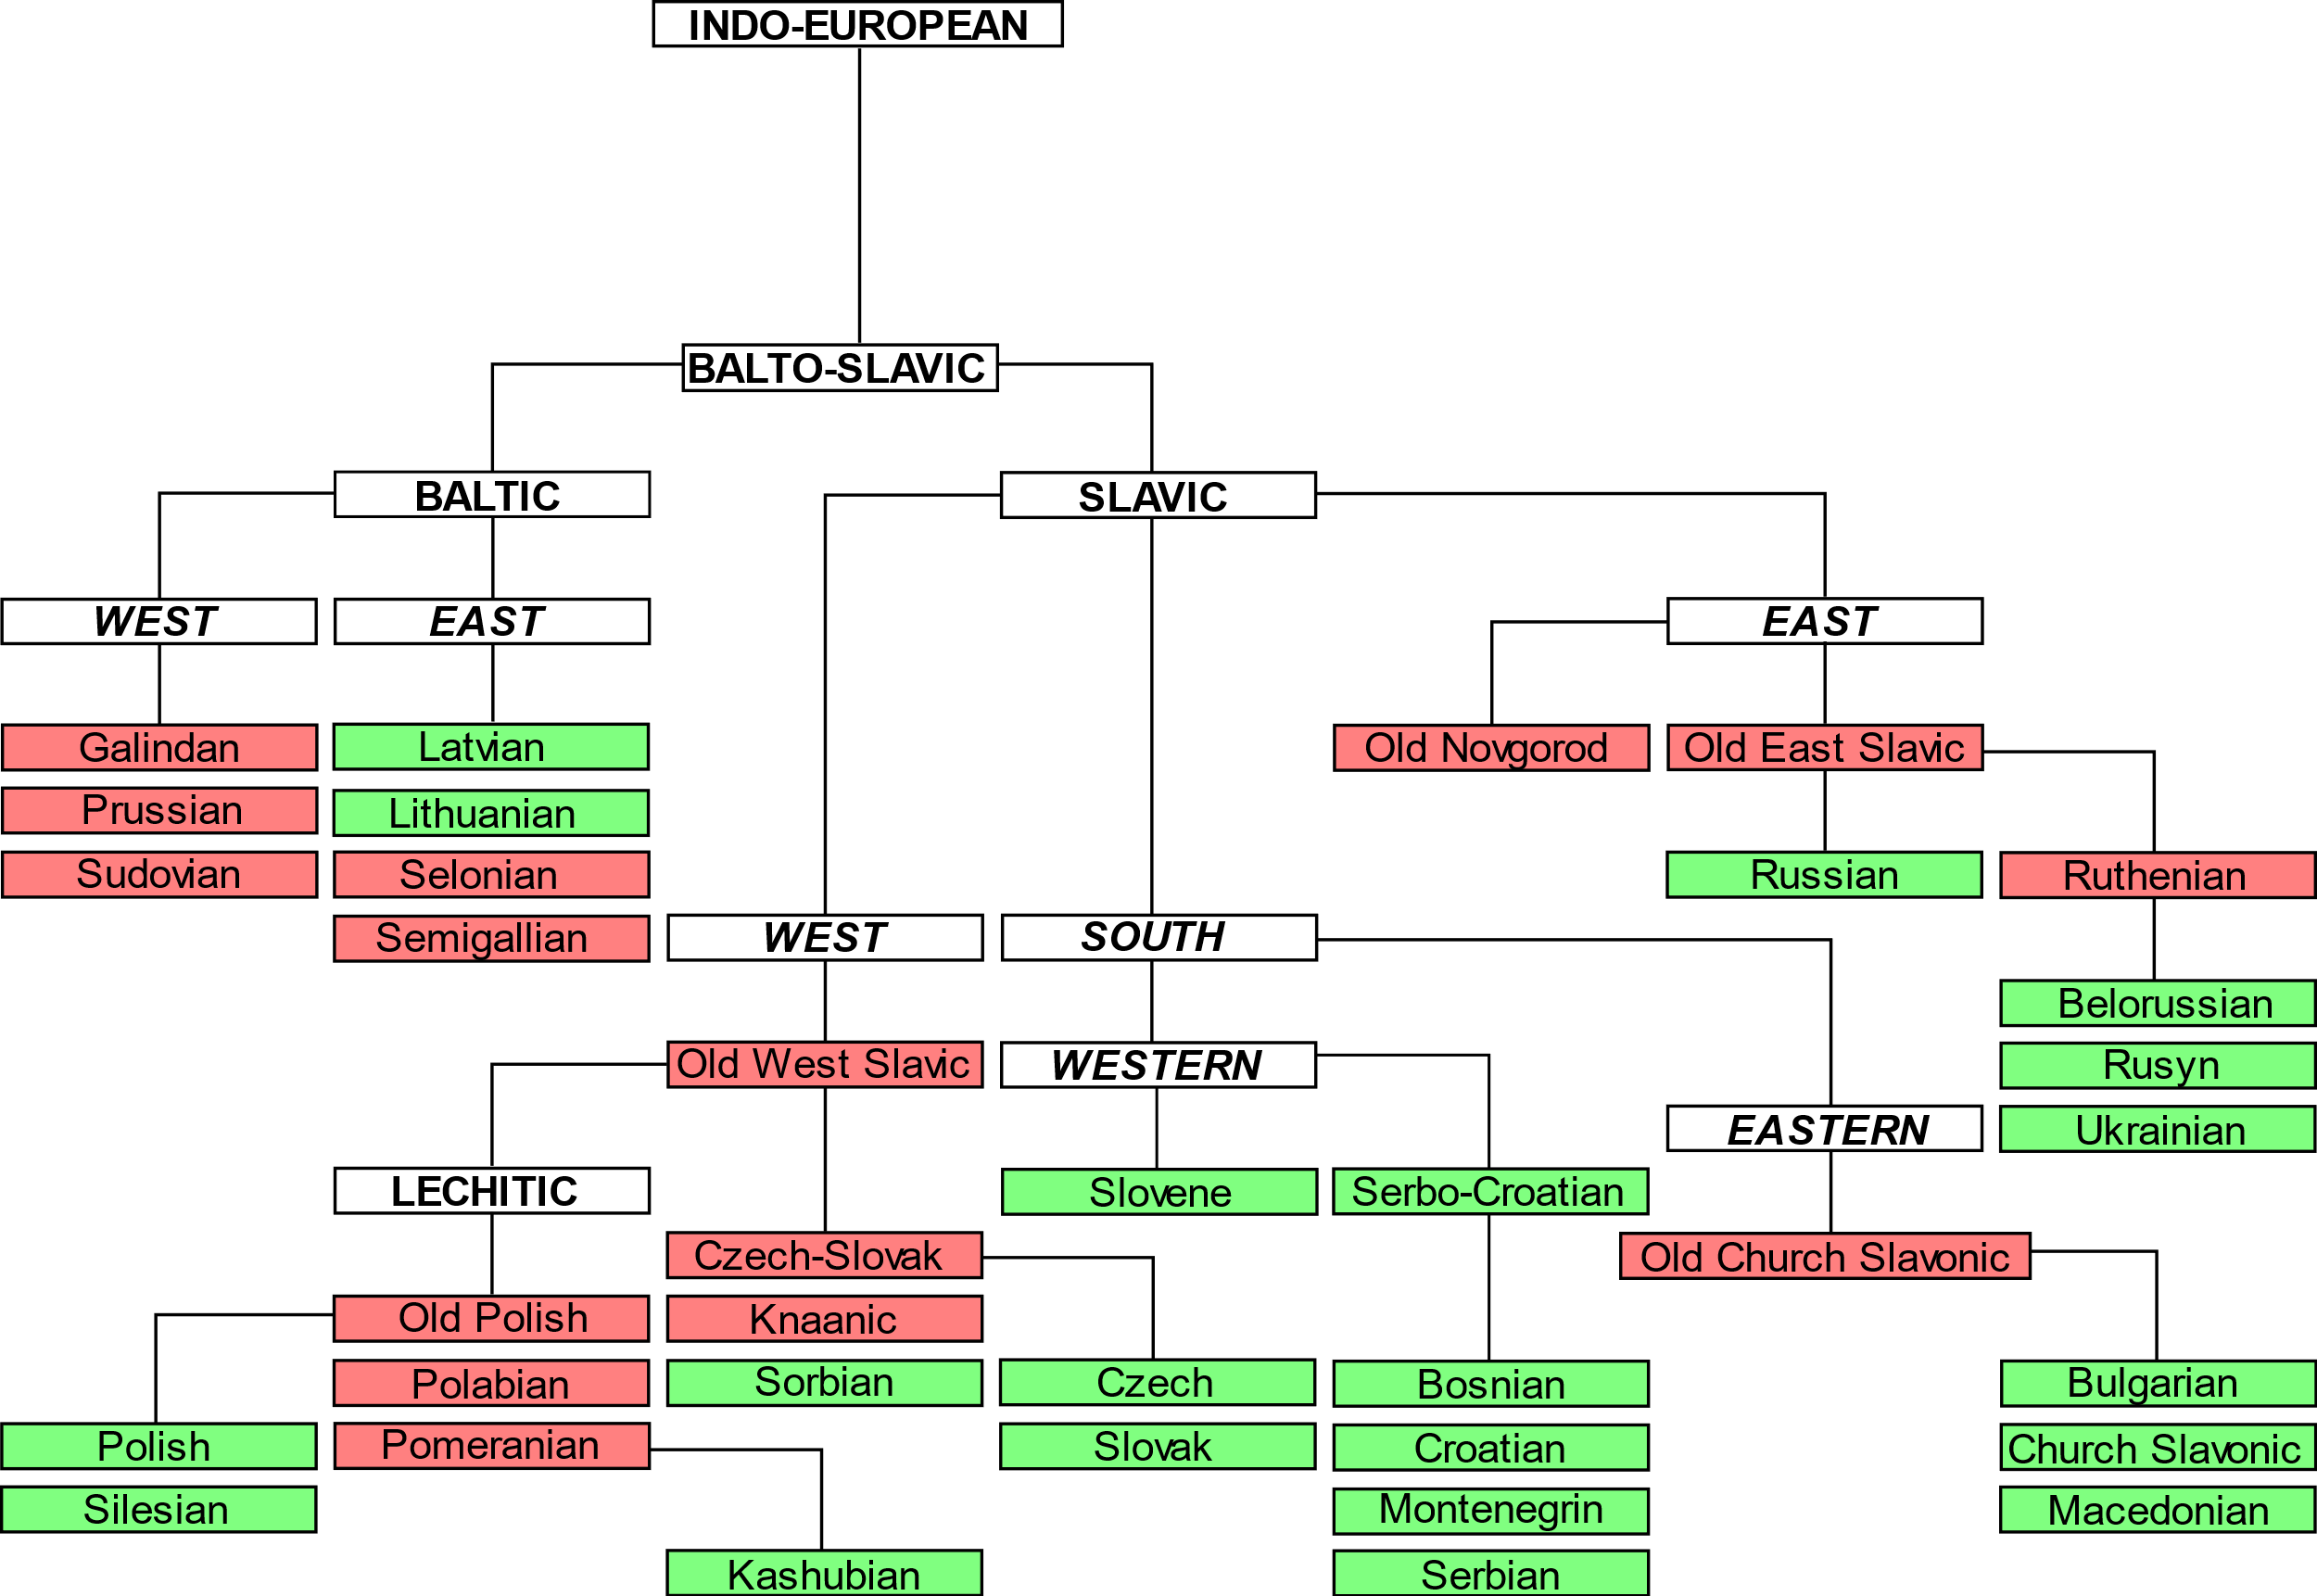 INDO-EUROPEAN
BALTO-SLAVIC
BALTIC
SLAVIC
WEST
EAST
EAST
Galindan
Latvian
Old Novgorod
Old East Slavic
Prussian
Lithuanian
Sudovian
Selonian
Russian
Ruthenian
Semigallian
WEST
SOUTH
Belorussian
Old West Slavic
WESTERN
Rusyn
EASTERN
Ukrainian
LECHITIC
Slovene
Serbo-Croatian
Czech-Slovak
Old Church Slavonic
Old Polish
Knaanic
Polabian
Sorbian
Czech
Bosnian
Bulgarian
Polish
Pomeranian
Slovak
Croatian
Church Slavonic
Silesian
Montenegrin
Macedonian
Kashubian
Serbian